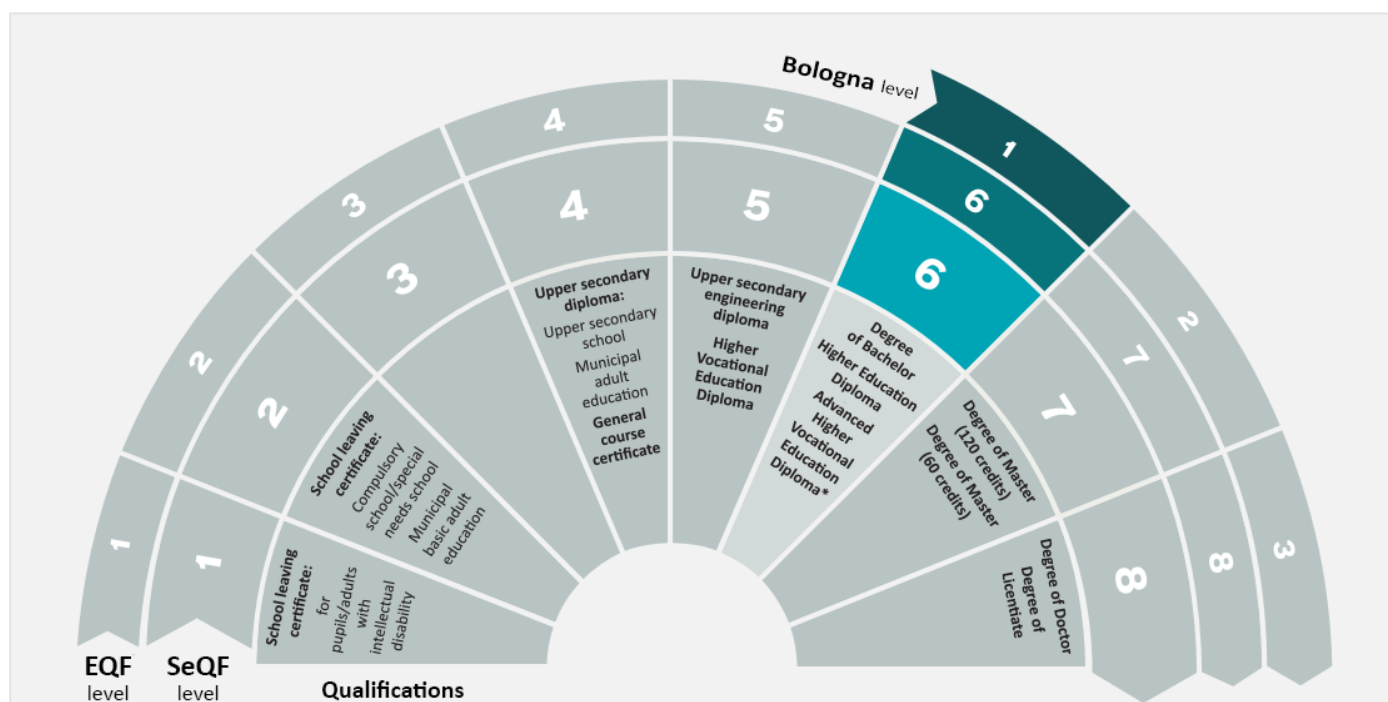 Bologna level
1
2
3
1
2
3
4
5
6
7
8
1
2
3
4
5
6
7
8
School leaving
certificate:
for
pupils/adults
with
intellectual
disability
School leaving
certificate:
Compulsory
school/special
needs school
Municipal
basic adult
education
Upper secondary
diploma:
Upper secondary
school
Municipal
adult
education
General
course
certificate
Upper secondary
engineering
diploma
Higher
Vocational
Education
Diploma
Degree
of Bachelor
Higher Education
Diploma
Advanced
Higher
Vocational
Education
Diploma*
Degree of Master
(120 credits)
Degree of Master
(60 credits)
Degree of Doctor
Degree of
Licentiate
EQF
level
SeQF
level
Qualifications